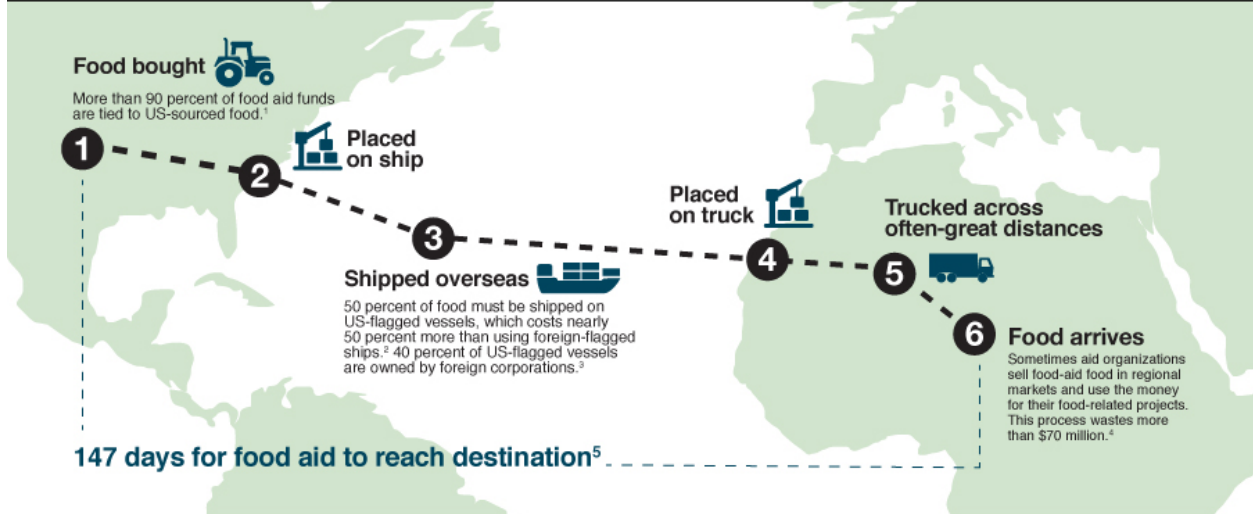 Food bought
More than 90 percent of food aid funds
are tied to US-sourced food.¹
1
2
Placed
on ship
3
Shipped overseas
50 percent of food must be shipped on
US-flagged vessels, which costs nearly
50 percent more than using foreign-flagged
ships.² 40 percent of US-flagged vessels
are owned by foreign corporations.³
Placed
on truck
4
Trucked across
often-great distances
5
6
Food arrives
Sometimes aid organizations
sell food-aid food in regional
markets and use the money
for their food-related projects.
This process wastes more
than $70 million.⁴
147 days for food aid to reach destination⁵